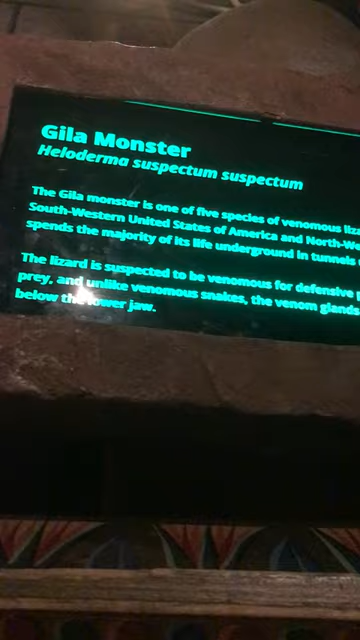 Gila Monster
Heloderma suspectum suspectum
The Gila monster is one of five species of venomous
South-Western United States of America and
spends the majority of its life underground in tunnels
The lizard is suspected to be venomous for defensive
prey, and unlike venomous snakes, the venom glands
below the lower jaw.